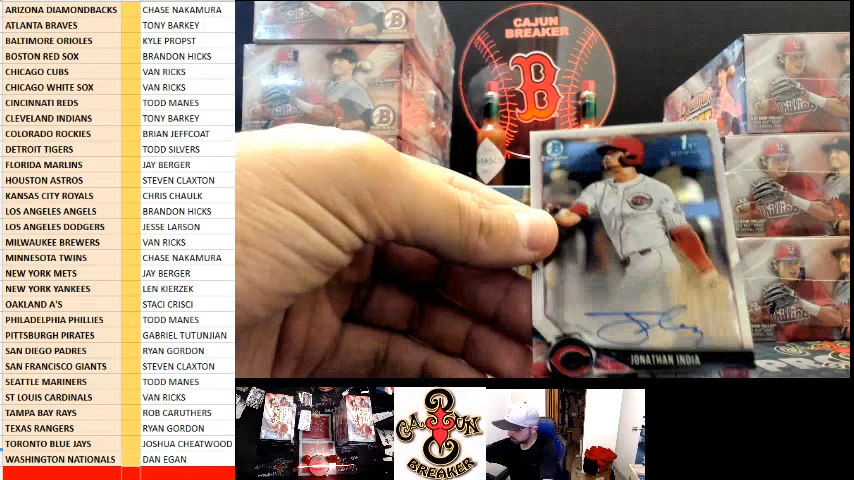 ARIZONA DIAMONDBACKS CHASE NAKAMURA
ATLANTA BRAVES TONY BARKEY
BALTIMORE ORIOLES KYLE PROPST
BOSTON RED SOX BRANDON HICKS
CHICAGO CUBS VAN RICKS
CHICAGO WHITE SOX VAN RICKS
CINCINNATI REDS TODD MANES
CLEVELAND INDIANS TONY BARKEY
COLORADO ROCKIES BRIAN JEFFCOAT
DETROIT TIGERS TODD SILVERS
FLORIDA MARLINS JAY BERGER
HOUSTON ASTROS STEVEN CLAXTON
KANSAS CITY ROYALS CHRIS CHAULK
LOS ANGELES ANGELS BRANDON HICKS
LOS ANGELES DODGERS JESSE LARSON
MILWAUKEE BREWERS VAN RICKS
MINNESOTA TWINS CHASE NAKAMURA
NEW YORK METS JAY BERGER
NEW YORK YANKEES LEN KIERZEK
OAKLAND A'S STACI CRISCI
PHILADELPHIA PHILLIES TODD MANES
PITTSBURGH PIRATES GABRIEL TUTUNJIAN
SAN DIEGO PADRES RYAN GORDON
SAN FRANCISCO GIANTS STEVEN CLAXTON
SEATTLE MARINERS TODD MANES
ST LOUIS CARDINALS VAN RICKS
TAMPA BAY RAYS ROB CARUTHERS
TEXAS RANGERS RYAN GORDON
TORONTO BLUE JAYS JOSHUA CHEATWOOD
WASHINGTON NATIONALS DAN EGAN
CAJUN
BREAKER
B
1st
JONATHAN INDIA
CAJUN
BREAKER